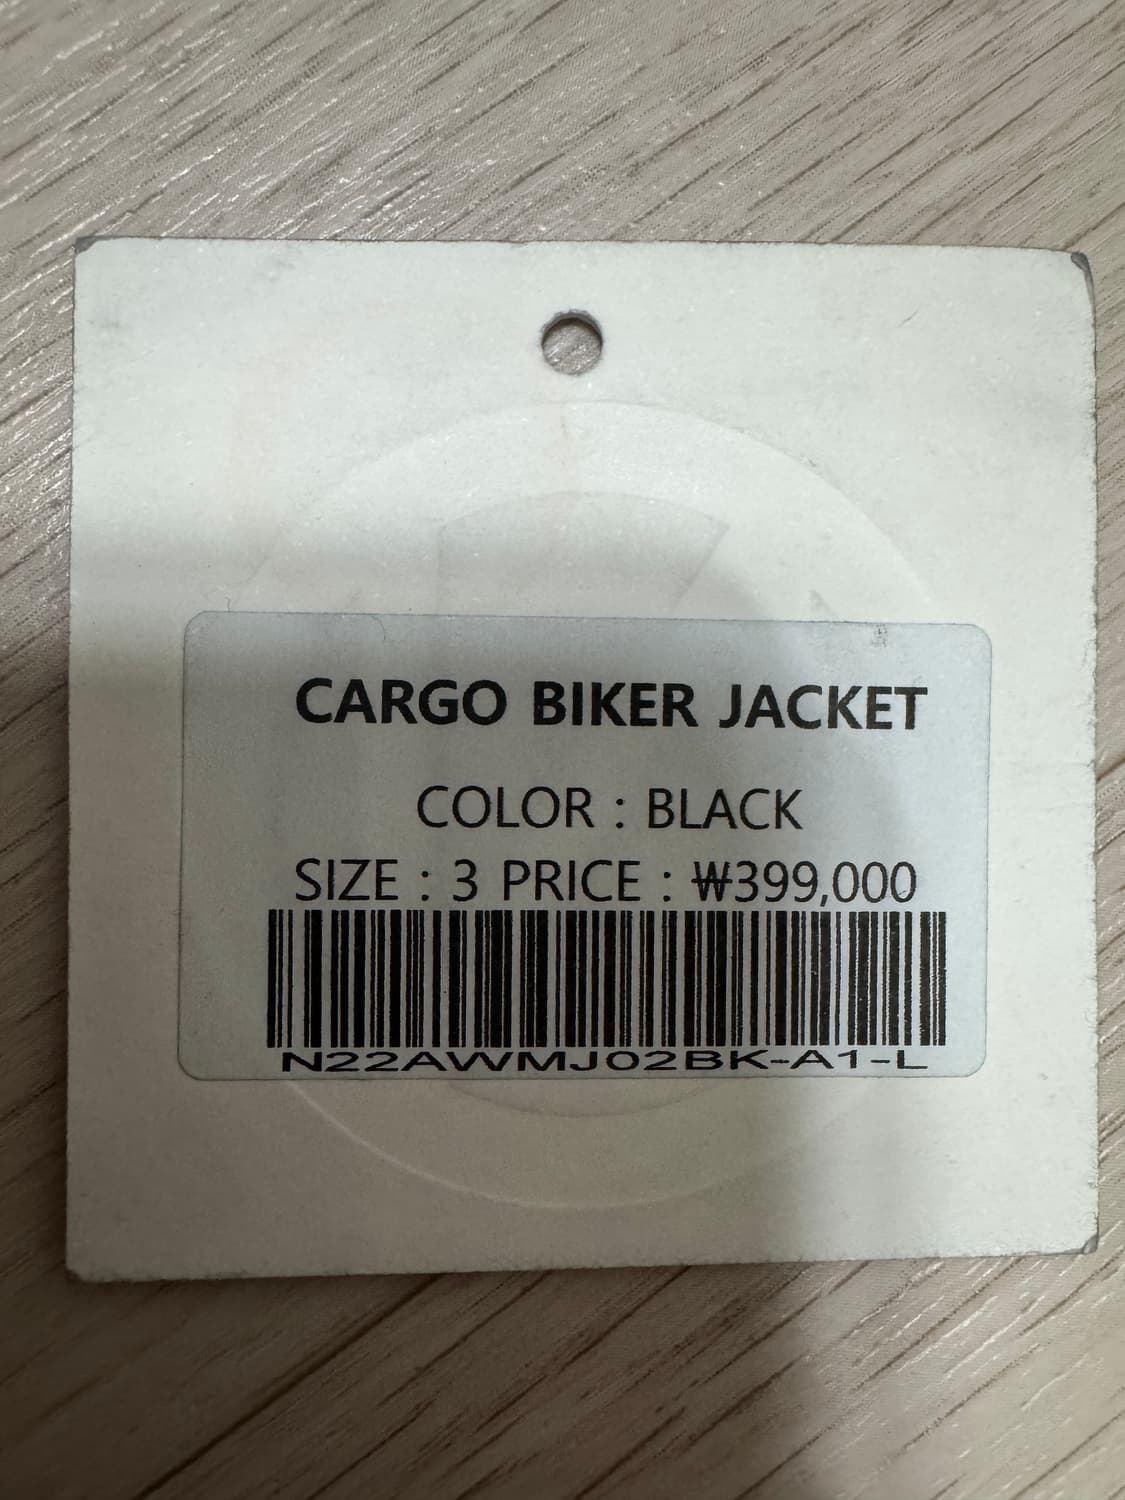 CARGO BIKER JACKET
COLOR : BLACK
SIZE : 3 PRICE : ₩399,000
N22AWMJ02BK-A1-L